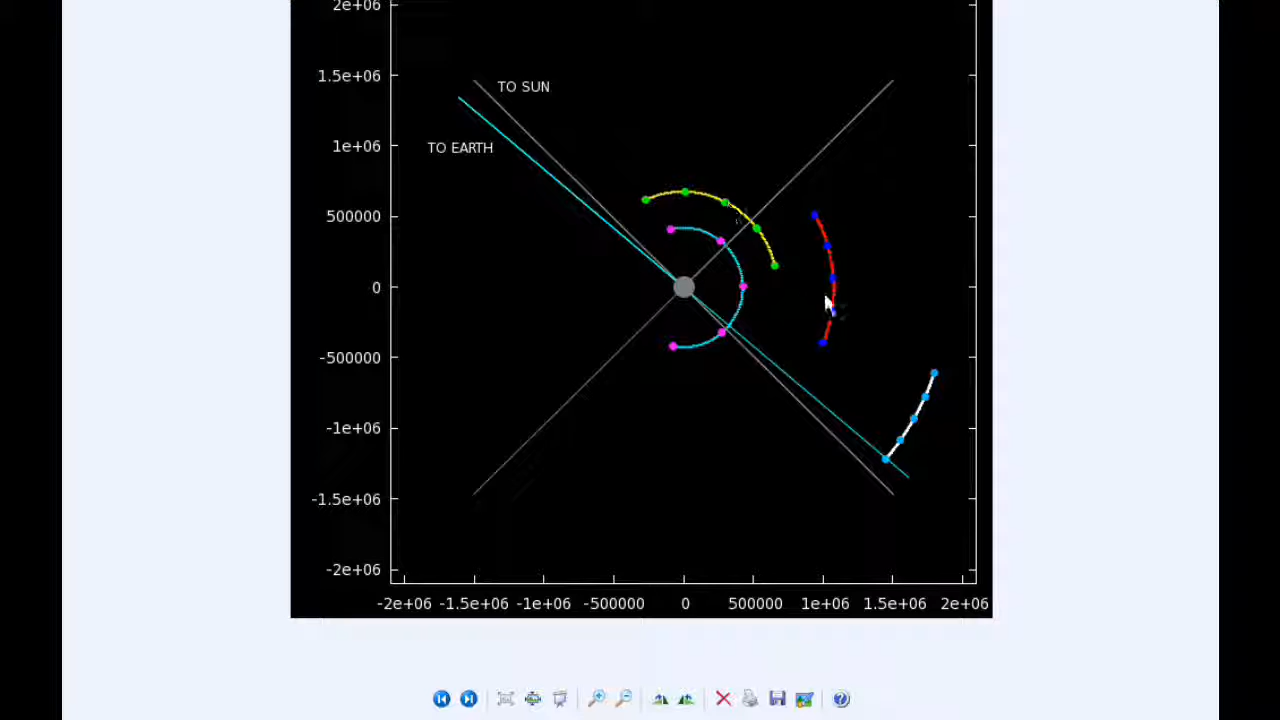 2e+06
1.5e+06
TO SUN
1e+06
TO EARTH
500000
0
-500000
-1e+06
-1.5e+06
-2e+06
-2e+06 -1.5e+06 -1e+06 -500000 0 500000 1e+06 1.5e+06 2e+06